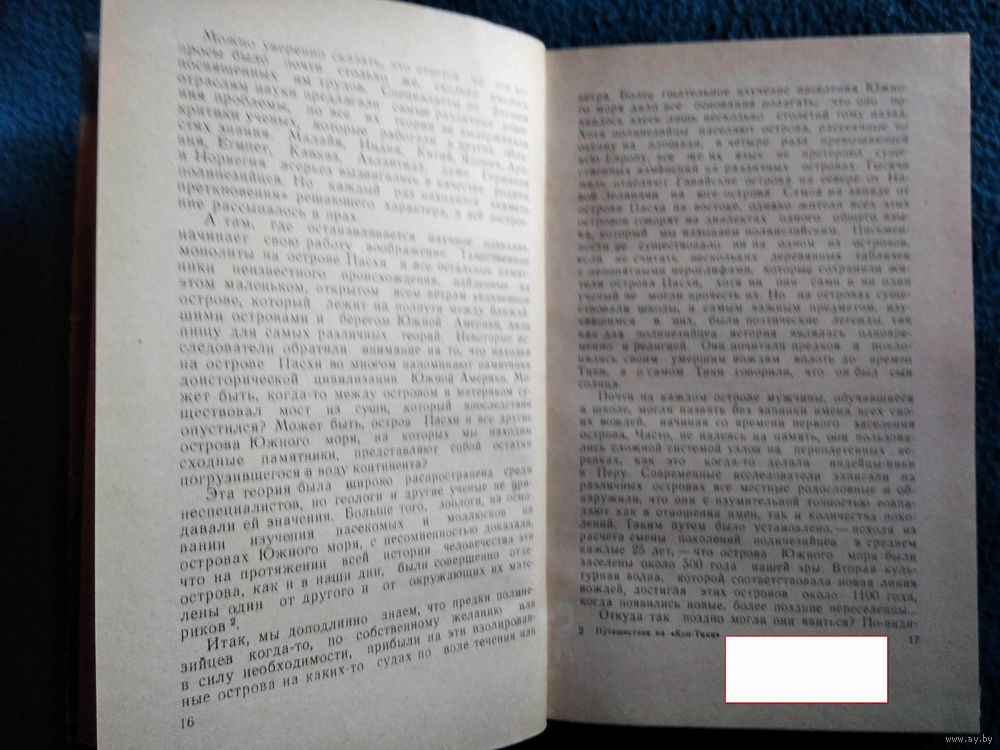 Можно уверенно сказать, что ответов на эти во-
просы было почти столько же, сколько имелось
посвященных им трудов. Специалисты по разным
отраслям науки предлагали самые различные реше-
ния проблемы, но все их теории не выдерживали
критики ученых, которые работали в других обла-
стях знания. Малайя, Индия, Китай, Япония, Ара-
вия, Египет, Кавказ, Атлантида, даже Германия
и Норвегия всерьез выдвигались в качестве родины
полинезийцев. Но каждый раз находился «камень
преткновения» решающего характера, и всё построе-
ние рассыпалось в прах.
А там, где останавливается научное познание,
начинает свою работу воображение. Таинственные
монолиты на острове Пасхи и все остальные памят-
ники неизвестного происхождения, найденные на
этом маленьком, открытом всем ветрам уединенном
острове, который лежит на полпути между ближай-
шими островами и берегом Южной Америки, дали
пищу для самых различных теорий. Некоторые ис-
следователи обратили внимание на то, что находки
на острове Пасхи во многом напоминают памятники
доисторической цивилизации Южной Америки. Мо-
жет быть, когда-то между островом и материком су-
ществовал мост из суши, который впоследствии
опустился? Может быть, остров Пасхи и все другие
острова Южного моря, на которых мы находим
сходные памятники, представляют собой остатки
погрузившегося в воду континента?
Эта теория была широко распространена среди
неспециалистов, но геологи и другие ученые не при-
давали ей значения. Больше того, зоологи, на осно-
вании изучения насекомых и моллюсков на
островах Южного моря, с несомненностью доказали,
что на протяжении всей истории человечества эти
острова, как и в наши дни, были совершенно отде-
лены один от другого и от окружающих их мате-
риков ².
Итак, мы доподлинно знаем, что предки полине-
зийцев когда-то, по собственному желанию или
в силу необходимости, прибыли на эти изолирован-
ные острова на каких-то судах по воле течения или
16
ветра. Более тщательное изучение населения Южно-
го моря дало все основания полагать, что оно по-
явилось здесь лишь несколько столетий тому назад.
Хотя полинезийцы населяют острова, рассеянные по
океану на площади, в четыре раза превышающей
всю Европу, все же их язык не претерпел суще-
ственных изменений на различных островах. Тысячи
миль отделяют Гавайские острова на севере от Но-
вой Зеландии на юге, острова Самоа на западе от
острова Пасхи на востоке, однако жители всех этих
островов говорят на диалектах одного общего язы-
ка, который мы называем полинезийским. Письмен-
ности не существовало ни на одном из островов,
если не считать нескольких деревянных табличек
с непонятными иероглифами, которые сохранили жи-
тели острова Пасхи, хотя ни они сами и ни один
ученый не могли прочесть их. Но на островах суще-
ствовали школы, и самым важным предметом, изу-
чавшимся в них, были поэтические легенды, так
как для полинезийцев история являлась одновреме-
нно и религией. Они почитали предков и покло-
нялись своим умершим вождям вплоть до времен
Тики, а о самом Тики говорили, что он был сын
солнца.
Почти на каждом острове мужчины, обучавшиеся
в школе, могли назвать без запинки имена всех сво-
их вождей, начиная со времени первого заселения
острова. Часто, не надеясь на память, они пользова-
лись сложной системой узлов на переплетенных ве-
ревках, как это когда-то делали индейцы-инки
в Перу. Современные исследователи записали на
различных островах все местные родословные и об-
наружили, что они с изумительной точностью совпа-
дают как в отношении имен, так и количества поко-
лений. Таким путем было установлено, — исходя из
расчета смены поколений полинезийцев в среднем
каждые 25 лет, — что острова Южного моря были
заселены около 500 года нашей эры. Вторая куль-
турная волна, которой соответствовала новая линия
вождей, достигла этих островов около 1100 года,
когда появились новые, более поздние переселенцы...
Откуда так поздно могли они явиться? По-види-
2 Путешествие на «Кон-Тики»
17
www.ay.by